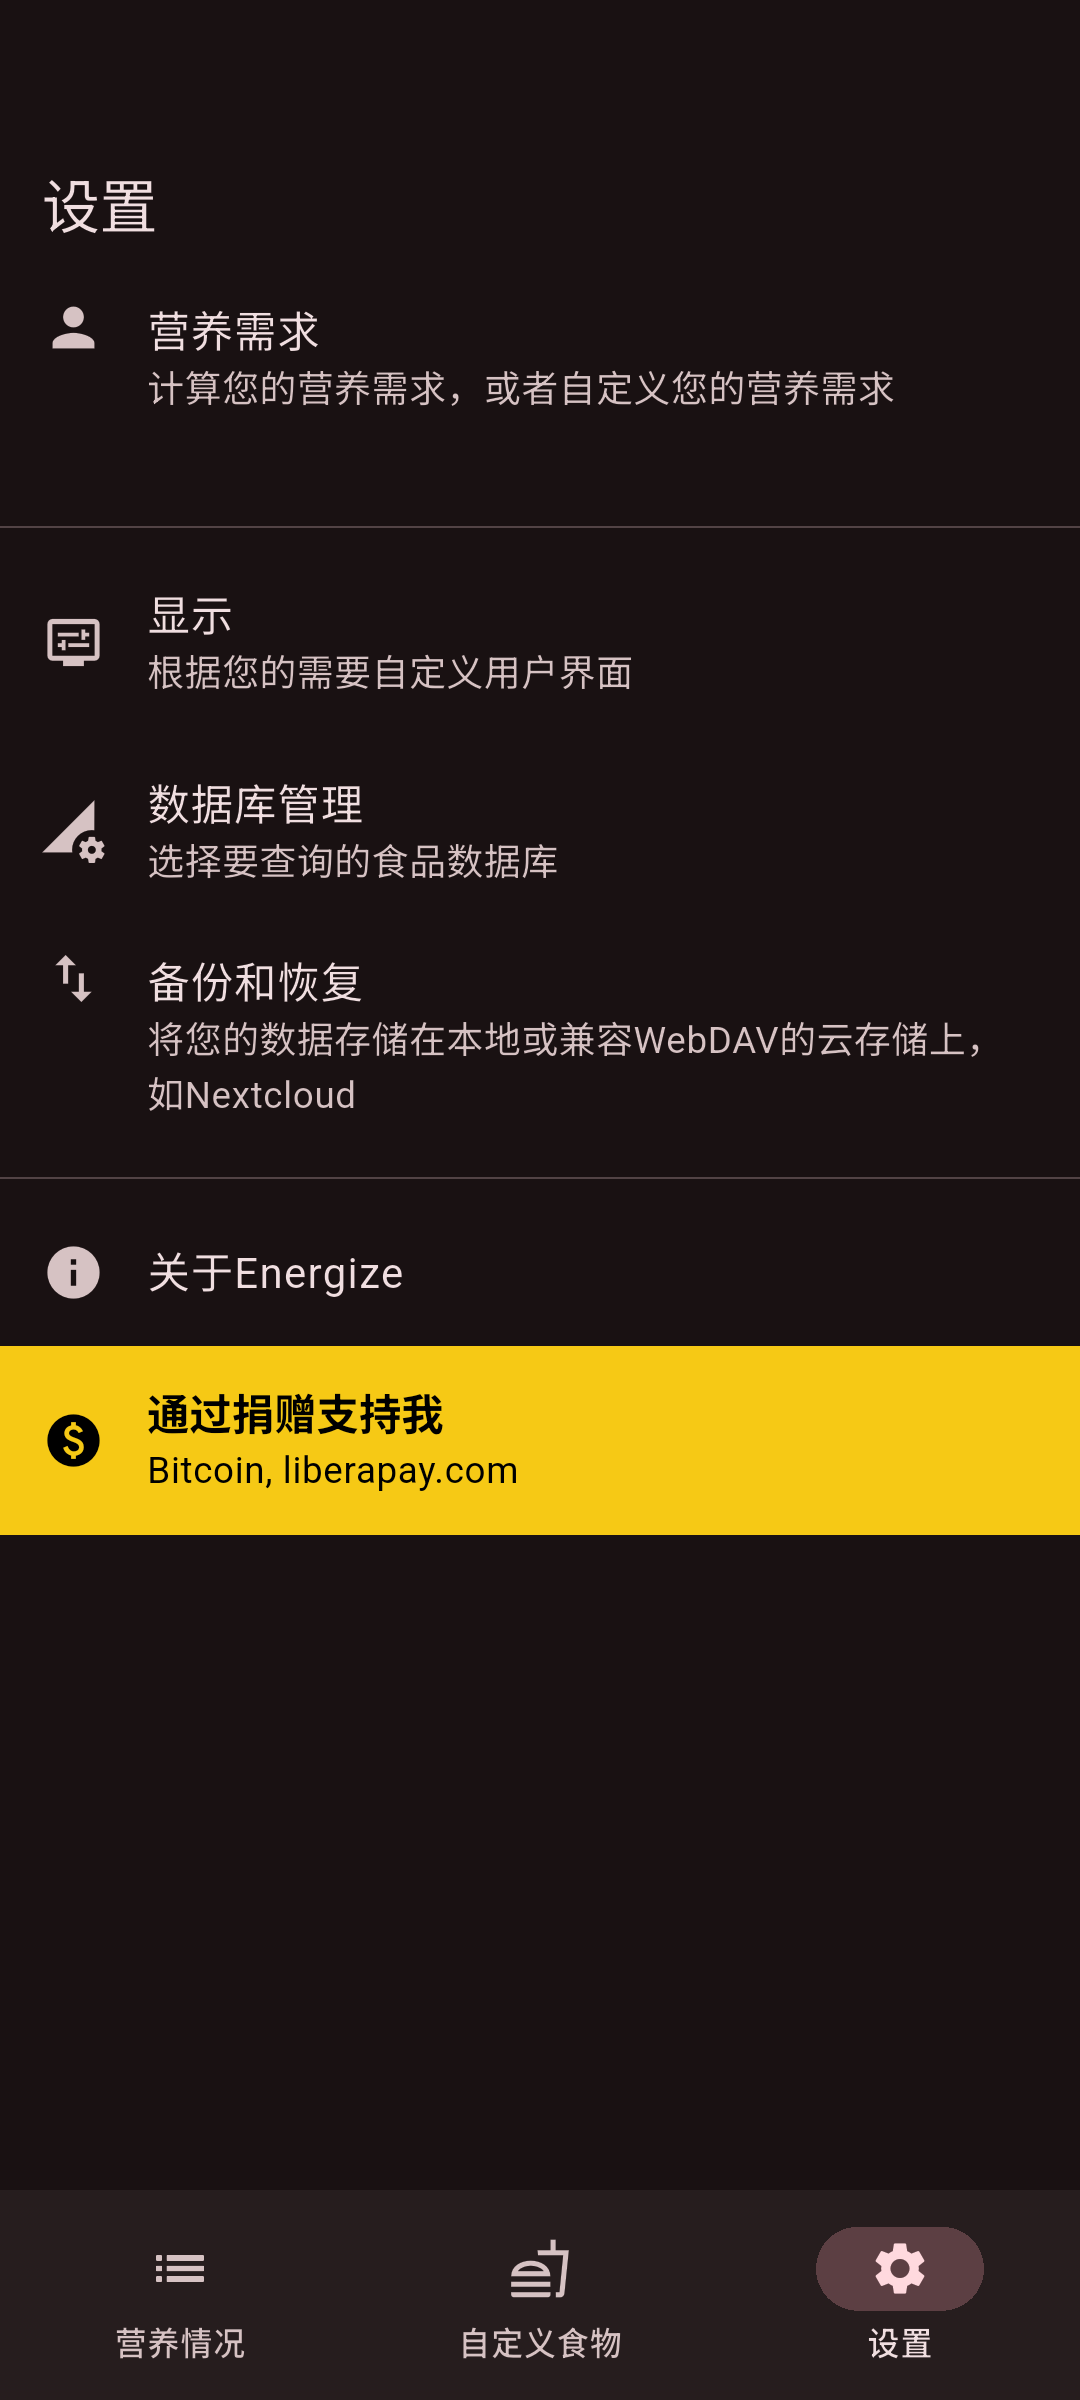 设置
营养需求
计算您的营养需求，或者自定义您的营养需求
显示
根据您的需要自定义用户界面
数据库管理
选择要查询的食品数据库
备份和恢复
将您的数据存储在本地或兼容WebDAV的云存储上，
如Nextcloud
关于Energize
通过捐赠支持我
Bitcoin, liberapay.com
营养情况
自定义食物
设置